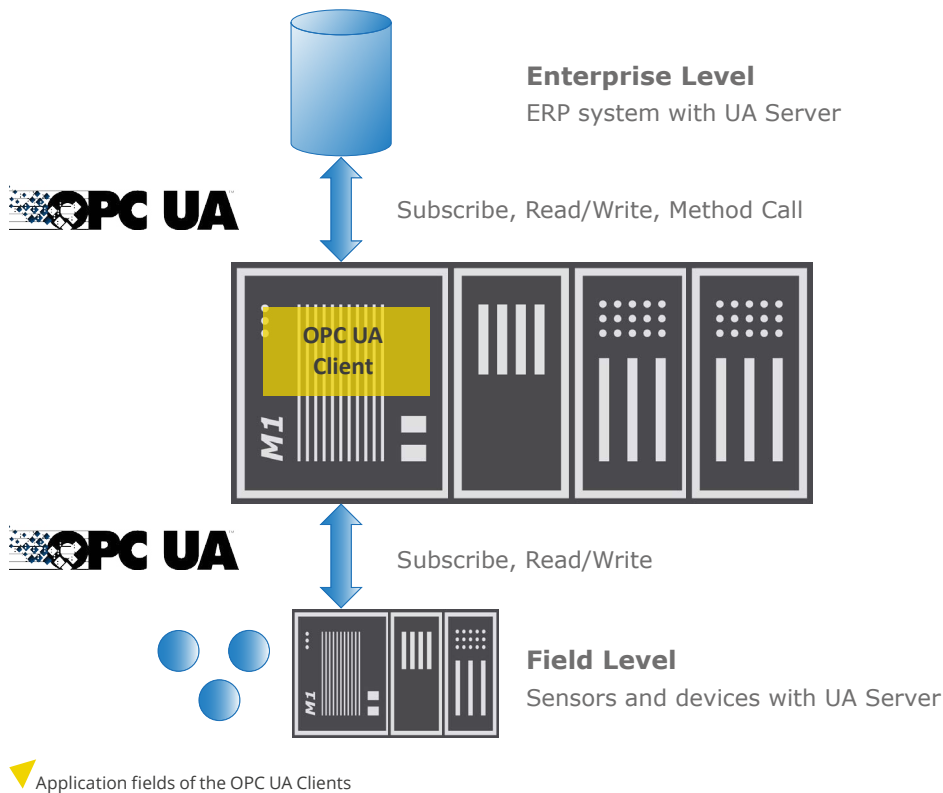 Enterprise Level
ERP system with UA Server
OPC UA
Subscribe, Read/Write, Method Call
OPC UA
Client
M1
OPC UA
Subscribe, Read/Write
M1
Field Level
Sensors and devices with UA Server
Application fields of the OPC UA Clients